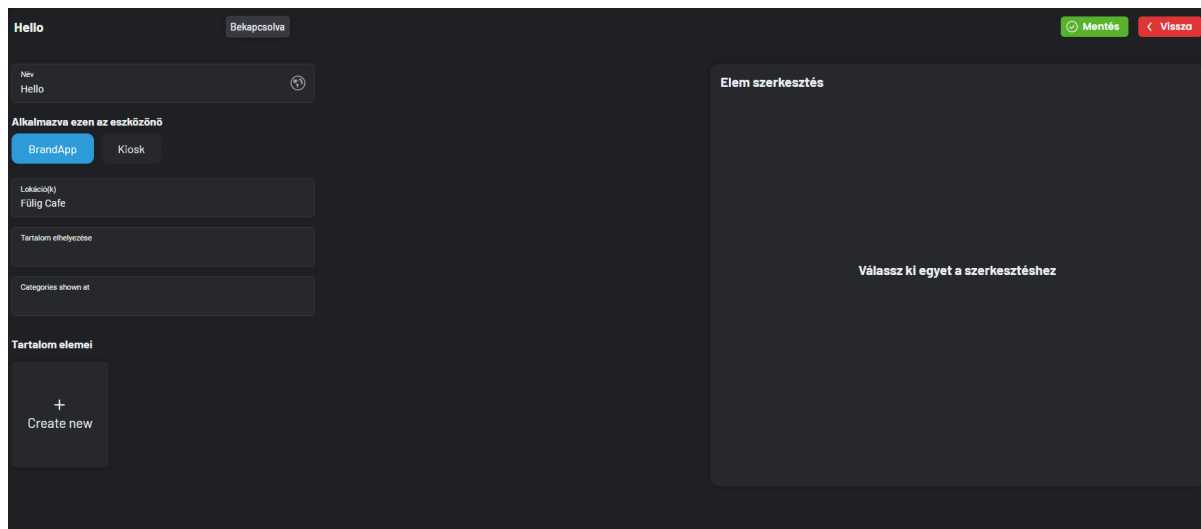 Hello
Bekapcsolva
Mentés
Vissza
Név
Hello
Elem szerkesztés
Alkalmazva ezen az eszközönő
BrandApp
Kiosk
Lokáció(k)
Fülig Cafe
Tartalom elhelyezése
Válassz ki egyet a szerkesztéshez
Categories shown at
Tartalom elemei
+
Create new